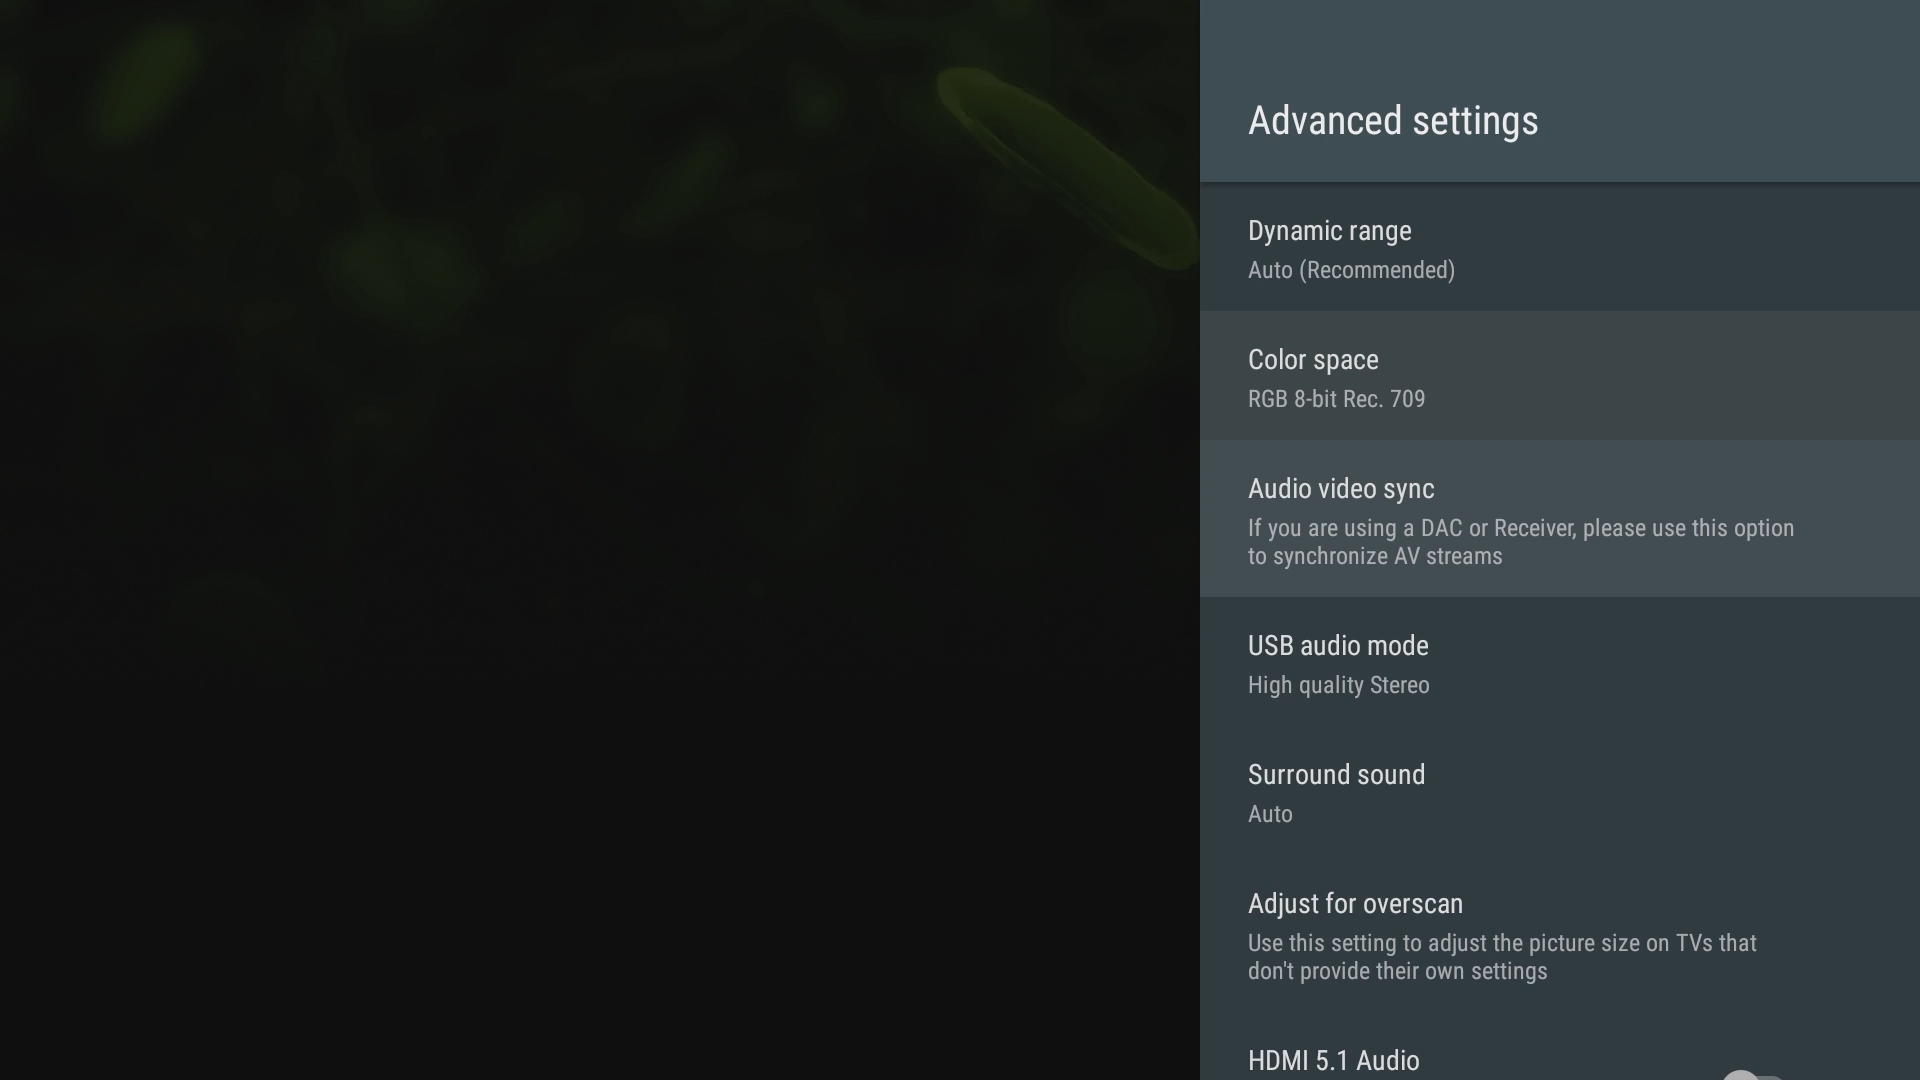 Advanced settings
Dynamic range
Auto (Recommended)
Color space
RGB 8-bit Rec. 709
Audio video sync
If you are using a DAC or Receiver, please use this option
to synchronize AV streams
USB audio mode
High quality Stereo
Surround sound
Auto
Adjust for overscan
Use this setting to adjust the picture size on TVs that
don't provide their own settings
HDMI 5.1 Audio